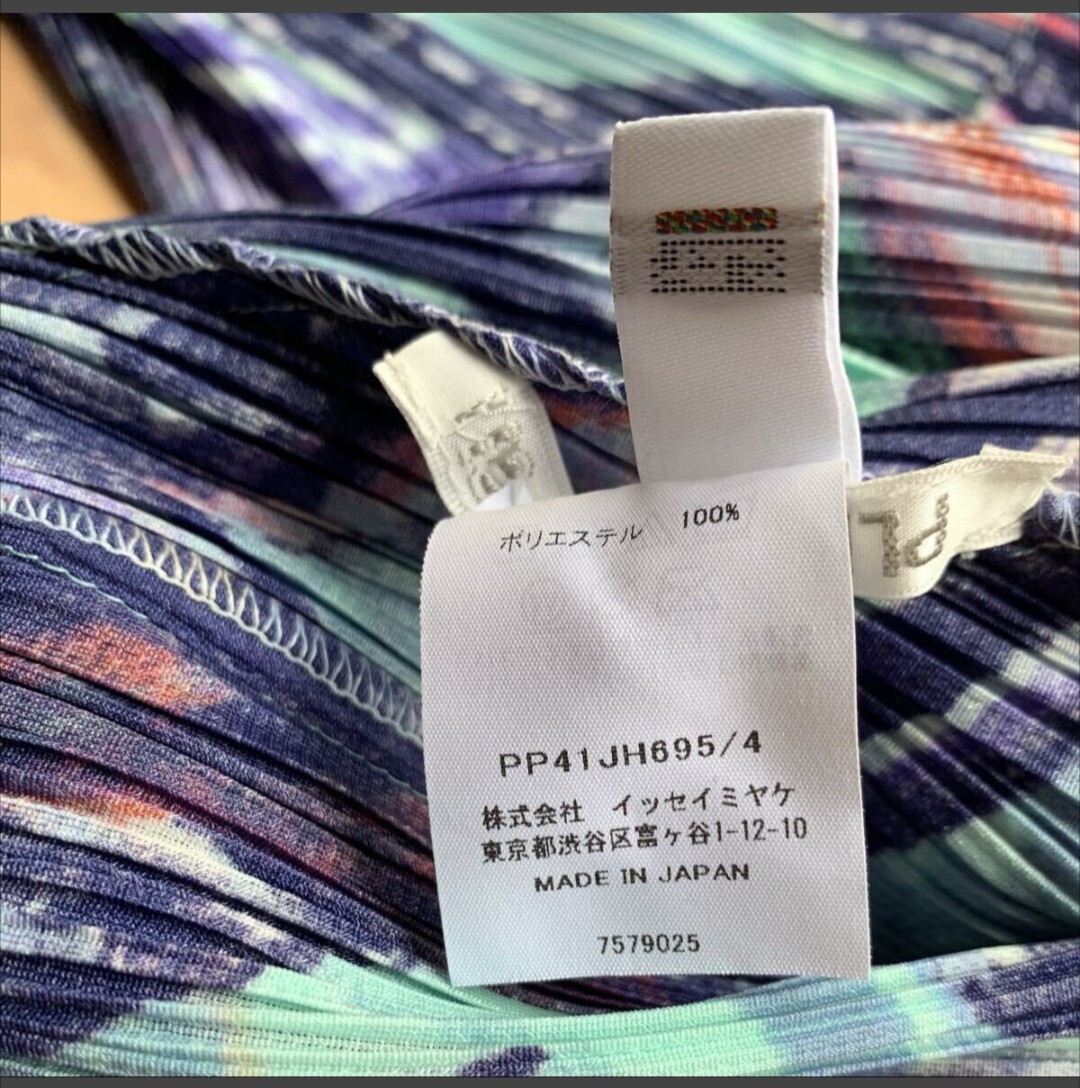 ポリエステル 100%
PP41JH695/4
株式会社 イッセイミヤケ
東京都渋谷区富ヶ谷1-12-10
MADE IN JAPAN
7579025